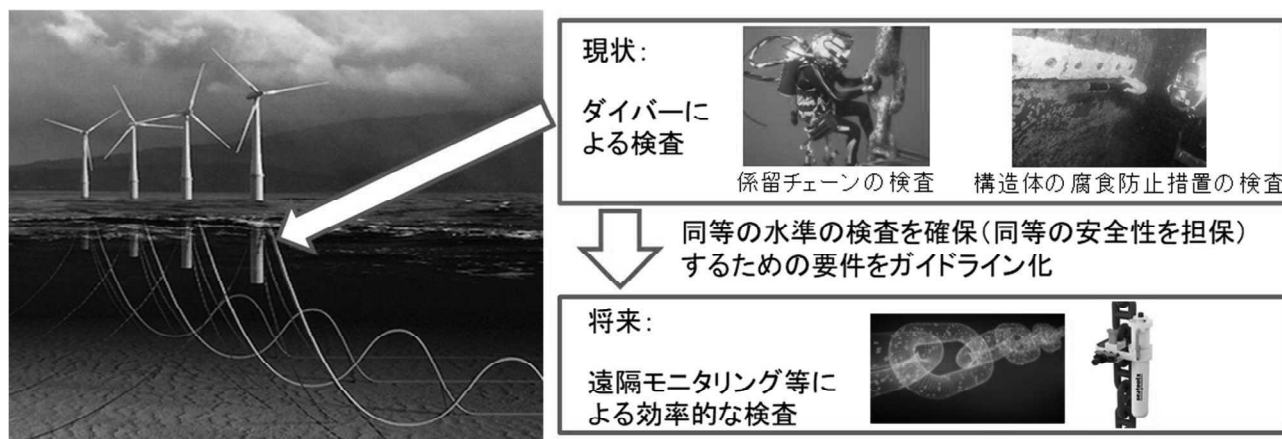 現状：
ダイバーに
よる検査
係留チェーンの検査
構造体の腐食防止措置の検査
同等の水準の検査を確保（同等の安全性を担保）
するための要件をガイドライン化
将来：
遠隔モニタリング等に
よる効率的な検査